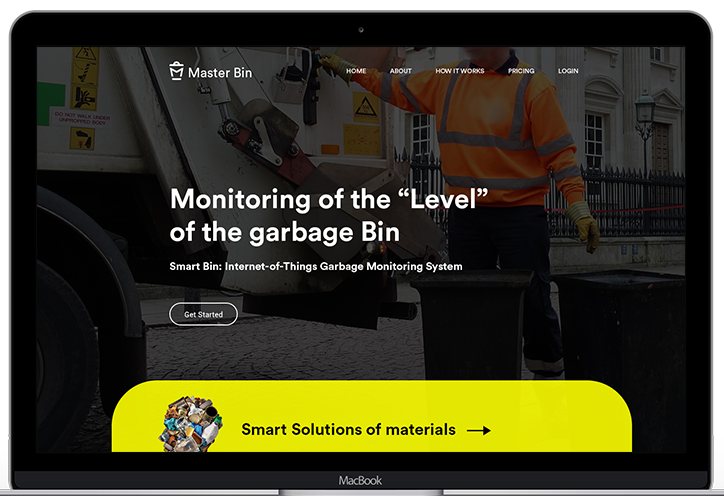 Master Bin
HOME
ABOUT
HOW IT WORKS
PRICING
LOGIN
DO NOT WALK UNDER
UNPROPPED BODY
Monitoring of the “Level”
of the garbage Bin
Smart Bin: Internet-of-Things Garbage Monitoring System
Get Started
Smart Solutions of materials
MacBook